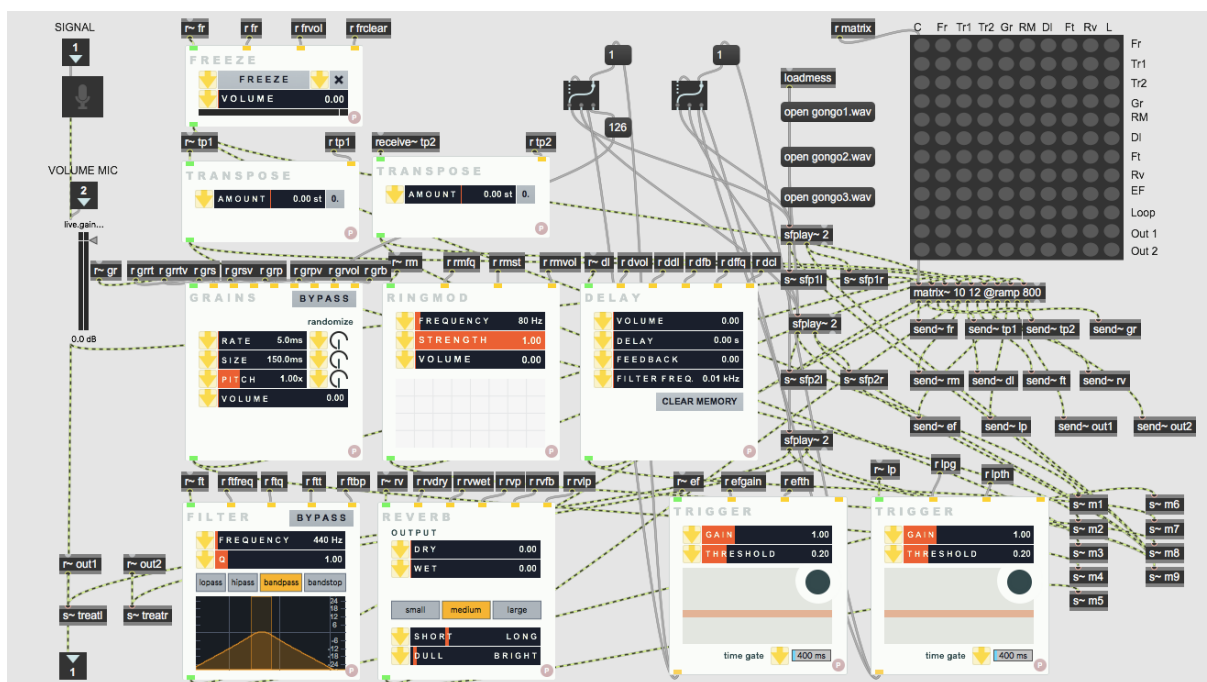 SIGNAL
1
VOLUME MIC
2
live.gain...
0.0 dB
r~ out1
r~ out2
s~ treatl
s~ treatr
1
r~ fr
r fr
r frvol
r frclear
FREEZE
FREEZE
VOLUME 0.00
P
r~ tp1
r tp1
receive~ tp2
r tp2
TRANSPOSE
AMOUNT 0.00 st 0.
P
TRANSPOSE
AMOUNT 0.00 st 0.
P
r~ gr
r grrt
r grrtv
r grs
r grsv
r grp
r grpv
r grvol
r grb
GRAINS
BYPASS
randomize
RATE 5.0ms
SIZE 150.0ms
PITCH 1.00x
VOLUME 0.00
P
r~ rm
r rmfq
r rmst
r rmvol
RINGMOD
FREQUENCY 80 Hz
STRENGTH 1.00
VOLUME 0.00
P
r~ dl
r dvol
r ddl
r dfb
r dffq
r dcl
DELAY
VOLUME 0.00
DELAY 0.00 s
FEEDBACK 0.00
FILTER FREQ. 0.01 kHz
CLEAR MEMORY
P
r~ ft
r ftfreq
r ftq
r ftt
r ftbp
FILTER
BYPASS
FREQUENCY 440 Hz
Q 1.00
lopass hipass bandpass bandstop
24
18
12
6
-6
-12
-18
-24
P
r~ rv
r rvdry
r rvwet
r rvp
r rvfb
r rvlp
REVERB
OUTPUT
DRY 0.00
WET 0.00
small medium large
SHORT LONG
DULL BRIGHT
P
r~ ef
r efgain
r efth
TRIGGER
GAIN 1.00
THRESHOLD 0.20
time gate 400 ms
P
r~ lp
r lpg
r lpth
TRIGGER
GAIN 1.00
THRESHOLD 0.20
time gate 400 ms
P
1
126
1
loadmess
open gongo1.wav
open gongo2.wav
open gongo3.wav
sfplay~ 2
s~ sfp1l
s~ sfp1r
sfplay~ 2
s~ sfp2l
s~ sfp2r
sfplay~ 2
r matrix
C Fr Tr1 Tr2 Gr RM Dl Ft Rv L
Fr
Tr1
Tr2
Gr
RM
Dl
Ft
Rv
EF
Loop
Out 1
Out 2
matrix~ 10 12 @ramp 800
send~ fr
send~ tp1
send~ tp2
send~ gr
send~ rm
send~ dl
send~ ft
send~ rv
send~ ef
send~ lp
send~ out1
send~ out2
s~ m1
s~ m2
s~ m3
s~ m4
s~ m5
s~ m6
s~ m7
s~ m8
s~ m9